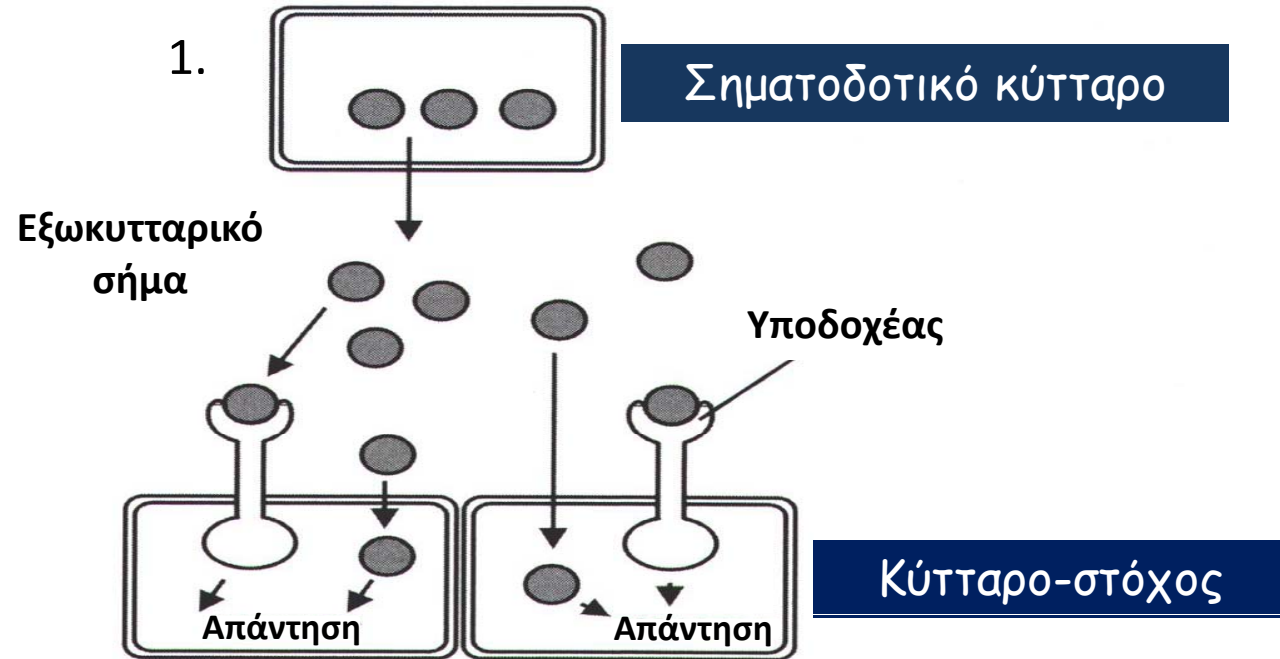 1.
Σηματοδοτικό κύτταρο
Εξωκυτταρικό
σήμα
Υποδοχέας
Κύτταρο-στόχος
Απάντηση
Απάντηση